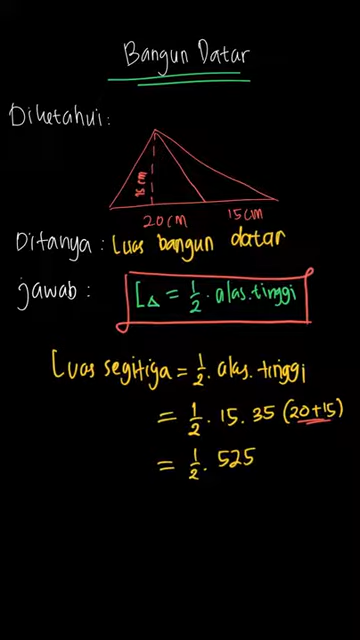 Bangun Datar
Diketahui:
15 cm
20 cm 15 cm
Ditanya: Luas bangun datar
jawab: L△ = 1/2 . alas . tinggi
Luas segitiga = 1/2 . alas . tinggi
= 1/2 . 15 . 35 (20+15)
= 1/2 . 525